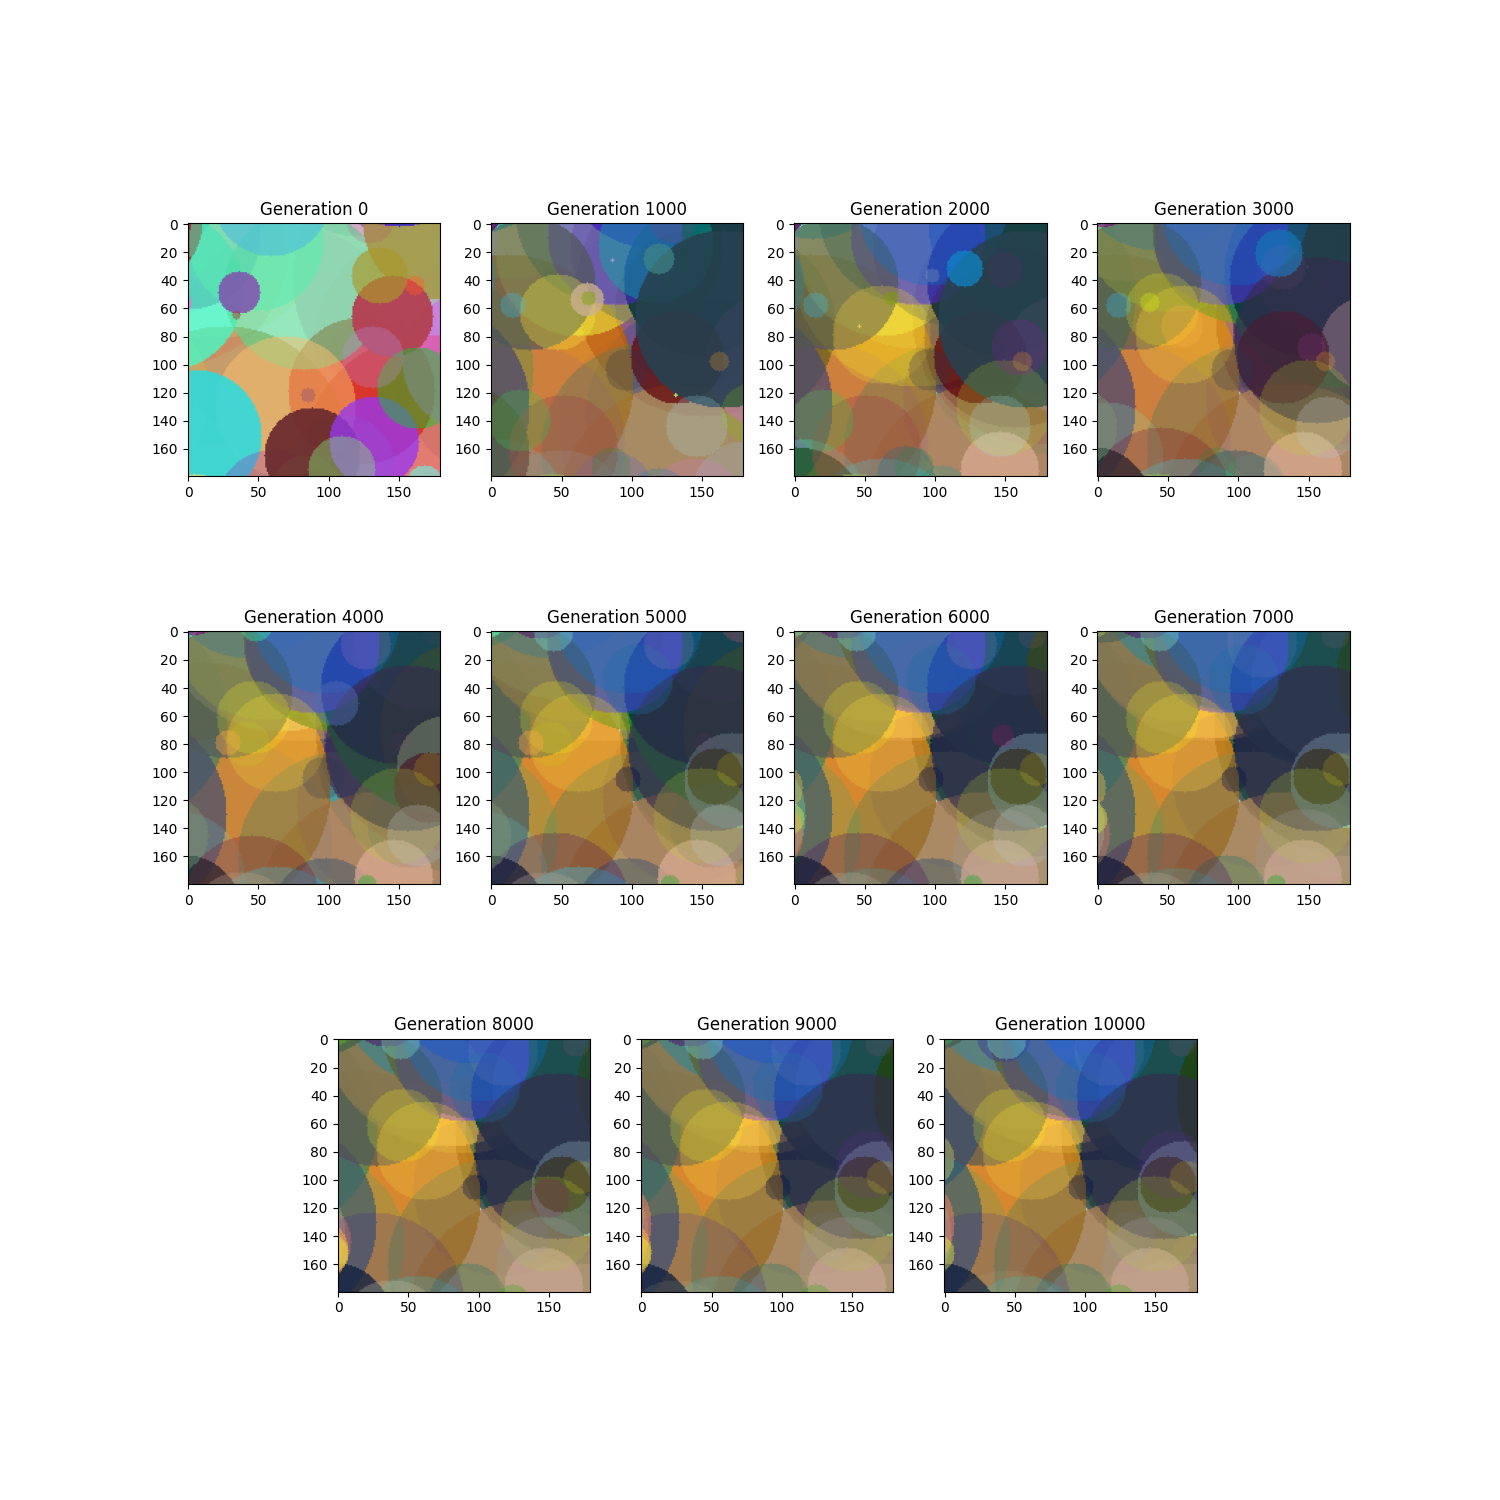 Generation 0 Generation 1000 Generation 2000 Generation 3000
0 0 0 0
20 20 20 20
40 40 40 40
60 60 60 60
80 80 80 80
100 100 100 100
120 120 120 120
140 140 140 140
160 160 160 160
0 50 100 150 0 50 100 150 0 50 100 150 0 50 100 150
Generation 4000 Generation 5000 Generation 6000 Generation 7000
0 0 0 0
20 20 20 20
40 40 40 40
60 60 60 60
80 80 80 80
100 100 100 100
120 120 120 120
140 140 140 140
160 160 160 160
0 50 100 150 0 50 100 150 0 50 100 150 0 50 100 150
Generation 8000 Generation 9000 Generation 10000
0 0 0
20 20 20
40 40 40
60 60 60
80 80 80
100 100 100
120 120 120
140 140 140
160 160 160
0 50 100 150 0 50 100 150 0 50 100 150